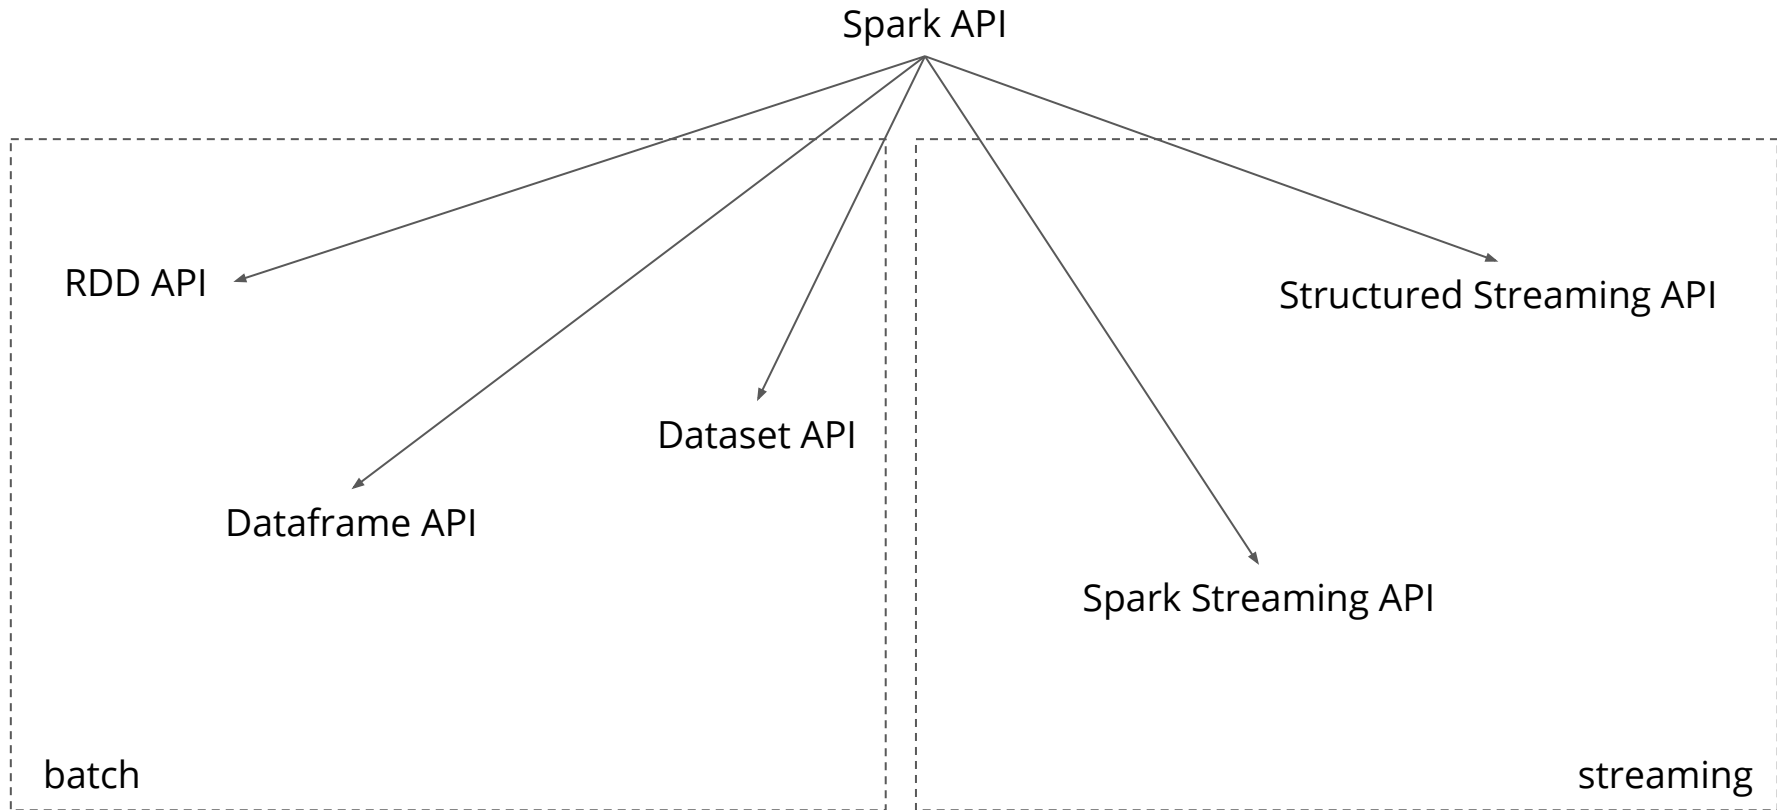 Spark API
RDD API
Structured Streaming API
Dataset API
Dataframe API
Spark Streaming API
batch
streaming